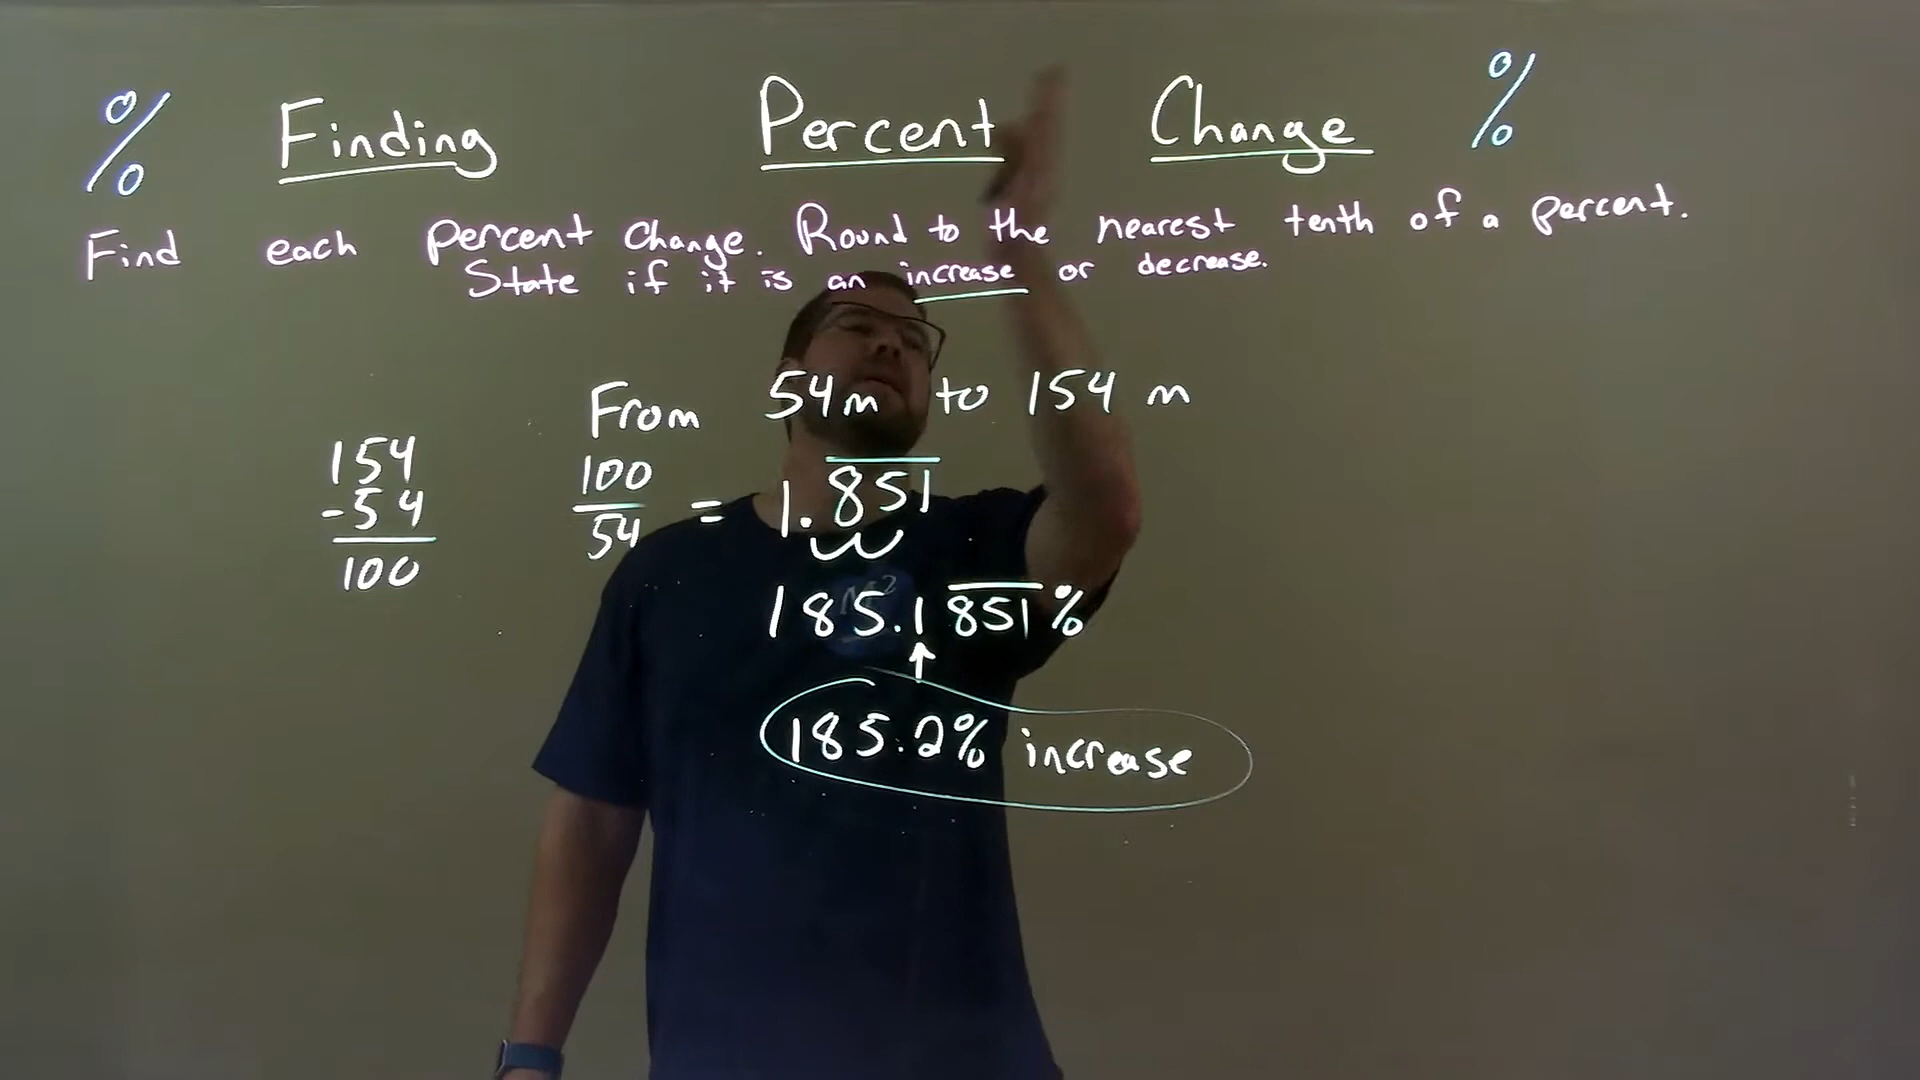 % Finding Percent Change %
Find each percent change. Round to the nearest tenth of a percent.
State if it is an increase or decrease.
From 54m to 154 m
154
-54
100
100
54
= 1.851
185.1851%
185.2% increase